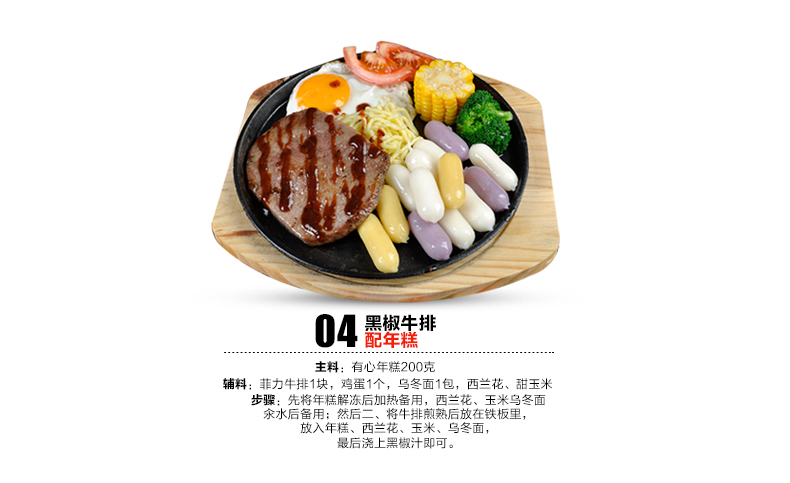 04 黑椒牛排
配年糕
主料：有心年糕200克
辅料：菲力牛排1块，鸡蛋1个，乌冬面1包，西兰花、甜玉米
步骤：先将年糕解冻后加热备用，西兰花、玉米乌冬面
汆水后备用；然后二、将牛排煎熟后放在铁板里，
放入年糕、西兰花、玉米、乌冬面，
最后浇上黑椒汁即可。